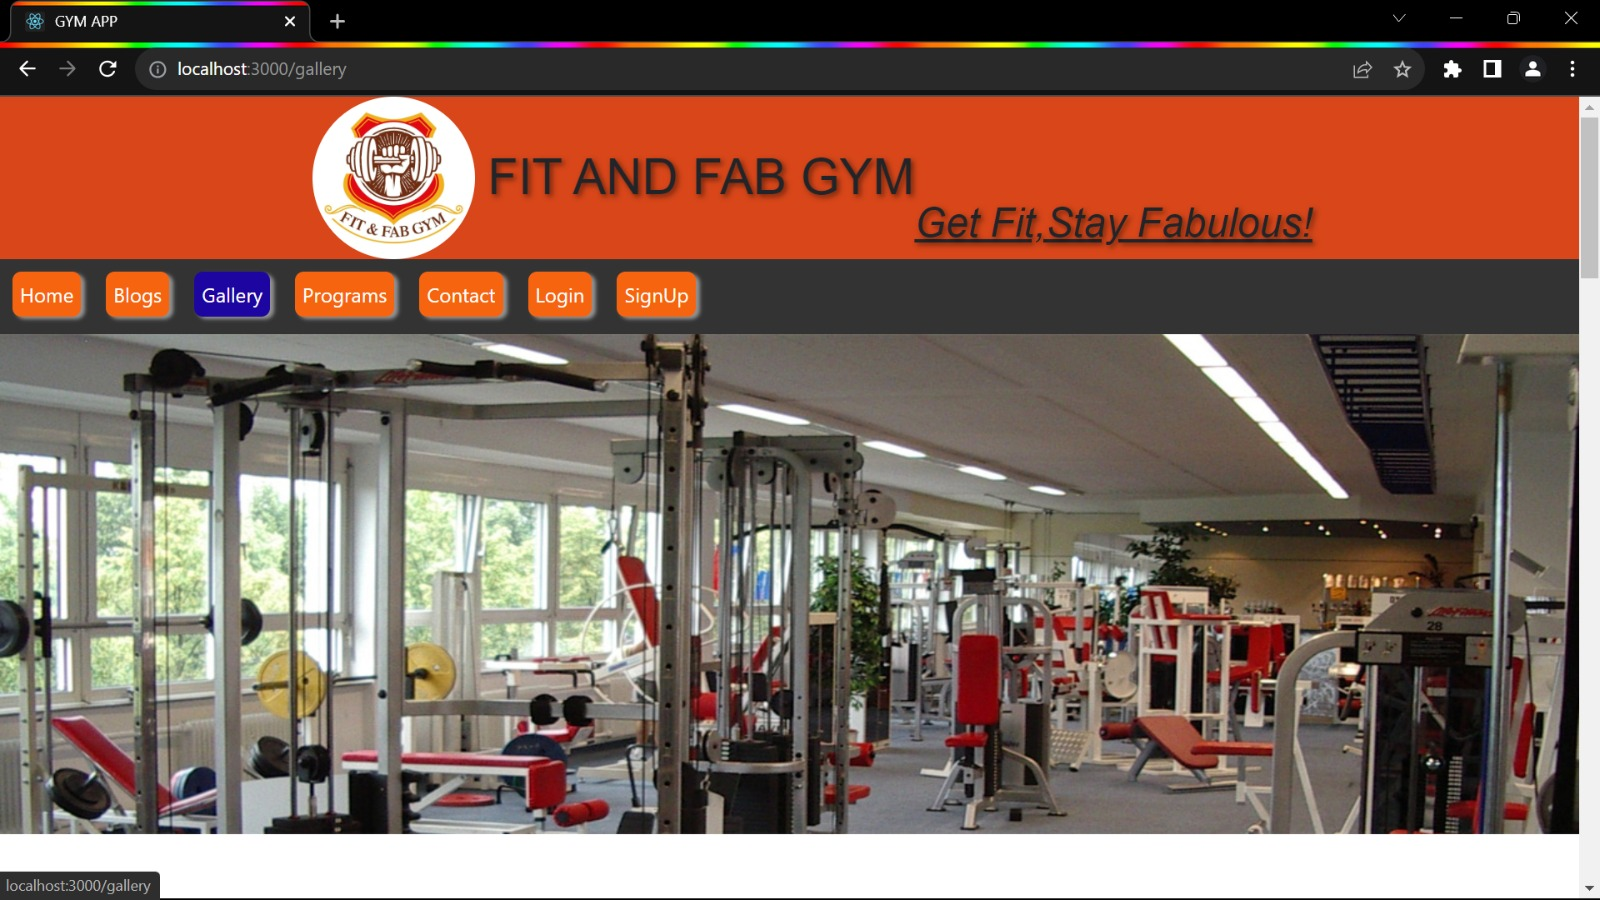 GYM APP
localhost:3000/gallery
FIT & FAB GYM
FIT AND FAB GYM
Get Fit,Stay Fabulous!
Home Blogs Gallery Programs Contact Login SignUp
28
localhost:3000/gallery